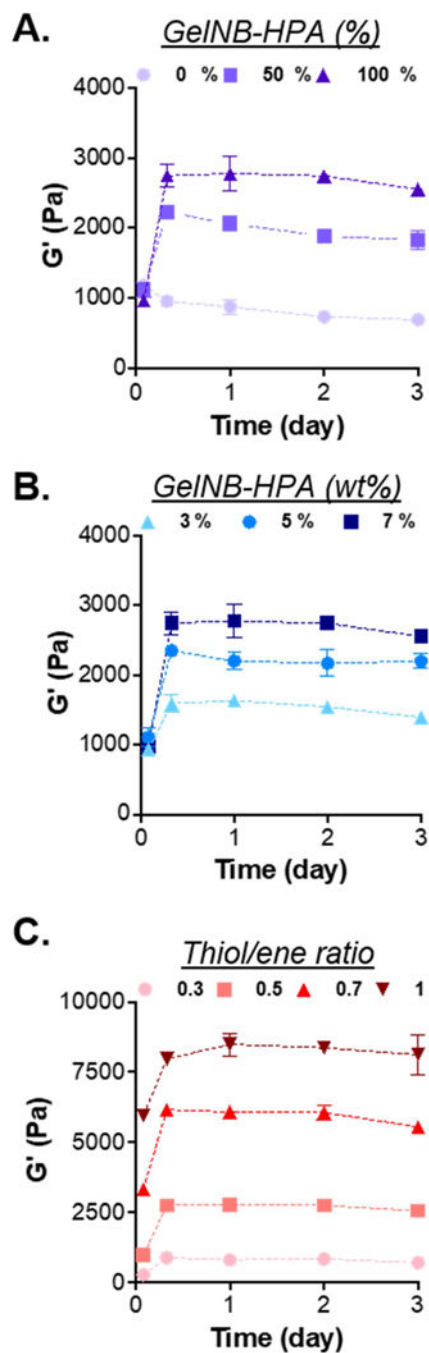 A.
GelNB-HPA (%)
0 % 50 % 100 %
4000
3000
2000
1000
0
G' (Pa)
0 1 2 3
Time (day)
B.
GelNB-HPA (wt%)
3 % 5 % 7 %
4000
3000
2000
1000
0
G' (Pa)
0 1 2 3
Time (day)
C.
Thiol/ene ratio
0.3 0.5 0.7 1
10000
7500
5000
2500
0
G' (Pa)
0 1 2 3
Time (day)